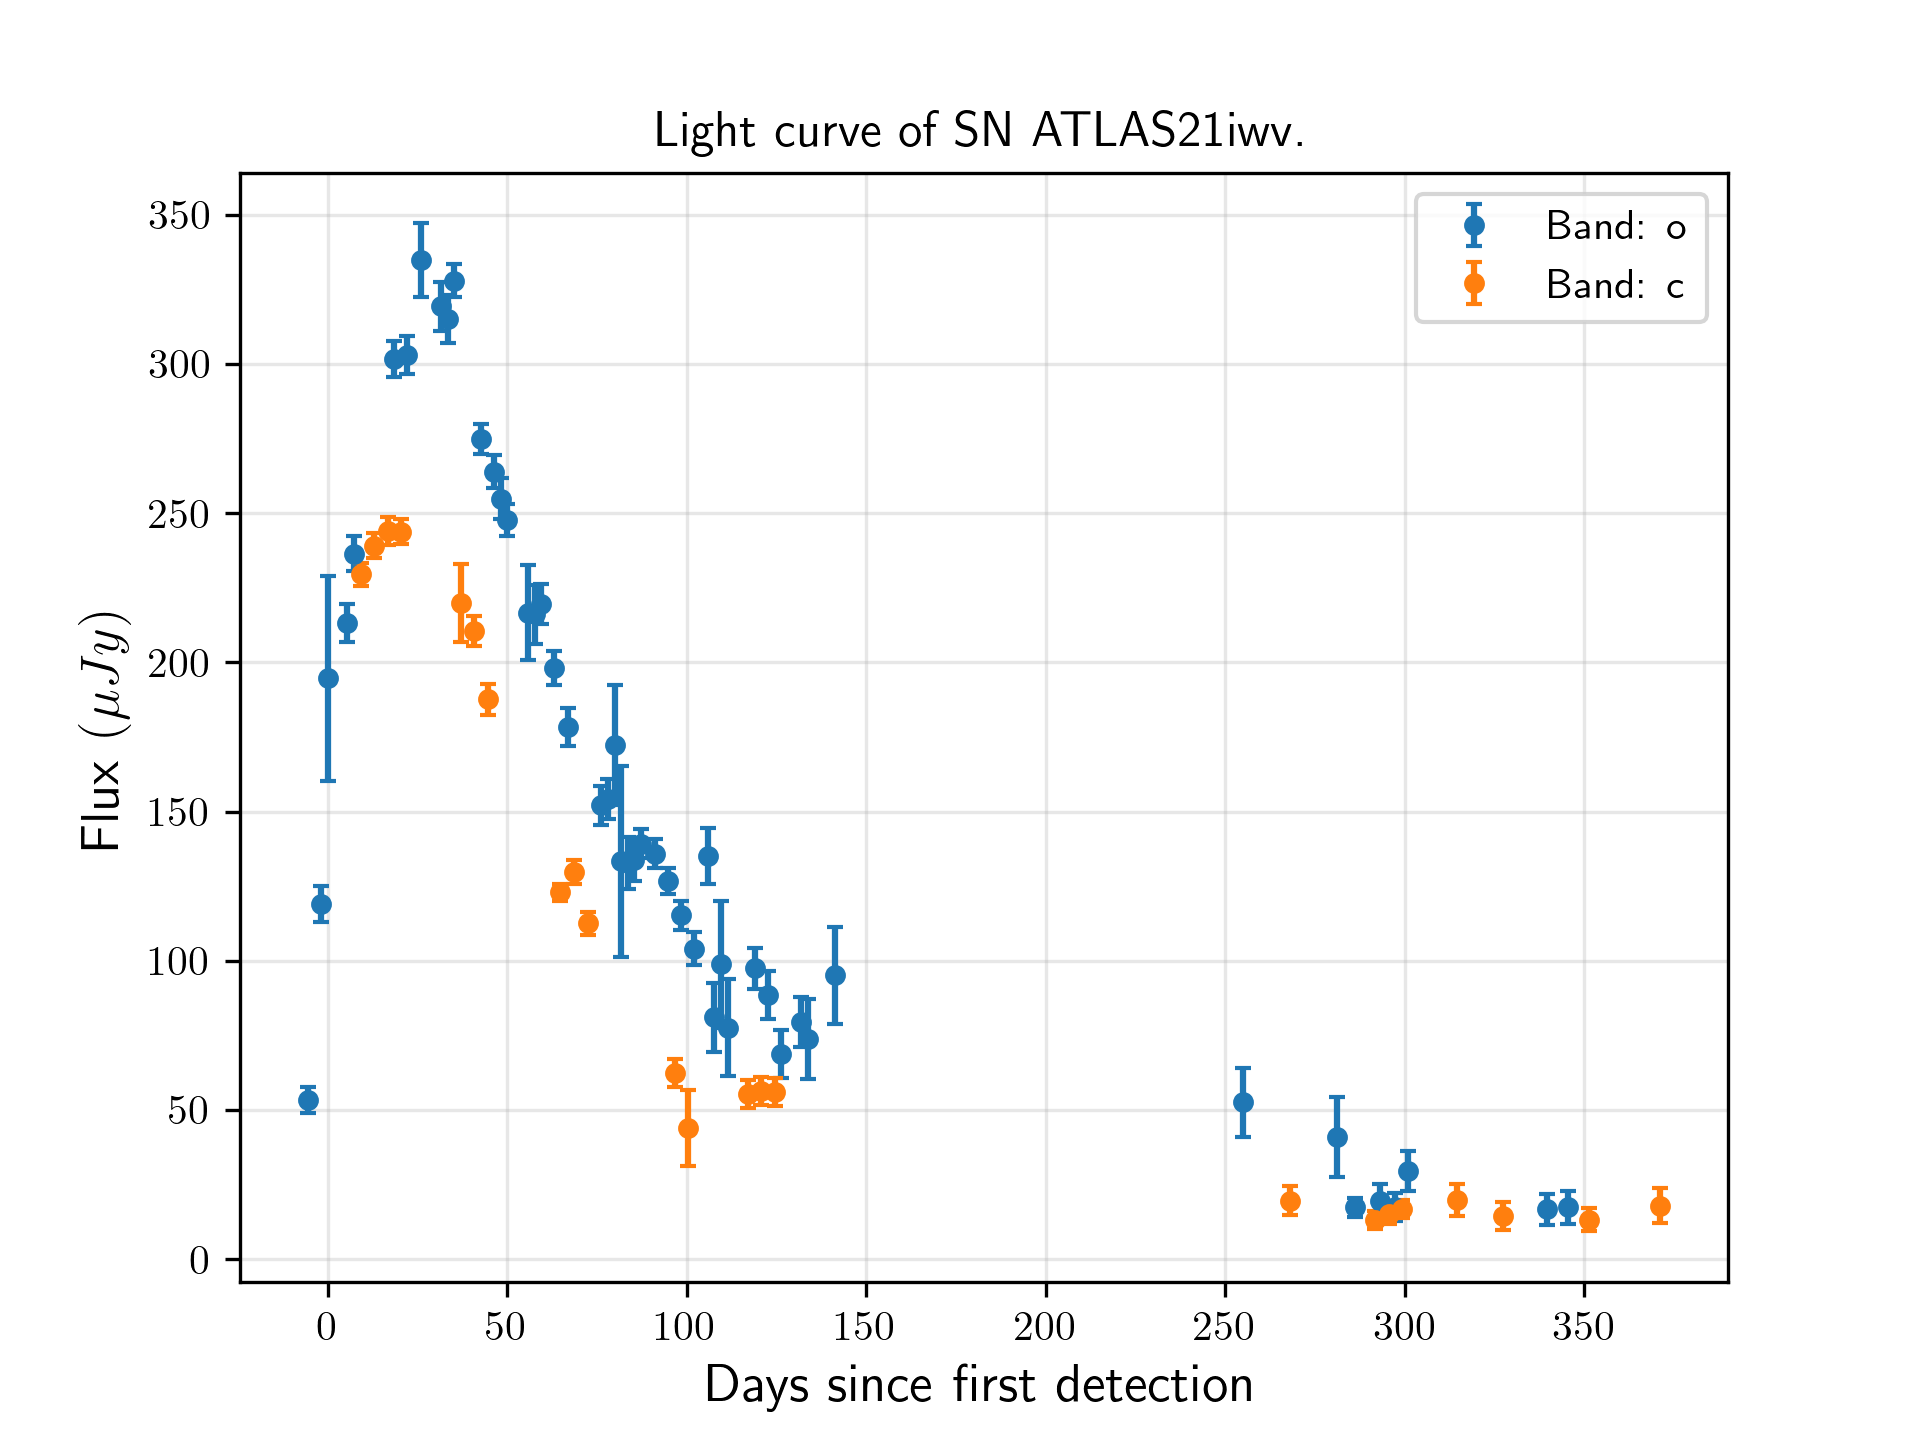 Light curve of SN ATLAS21iwv.
Band: o
Band: c
350
300
250
200
150
100
50
0
Flux (μJy)
0 50 100 150 200 250 300 350
Days since first detection